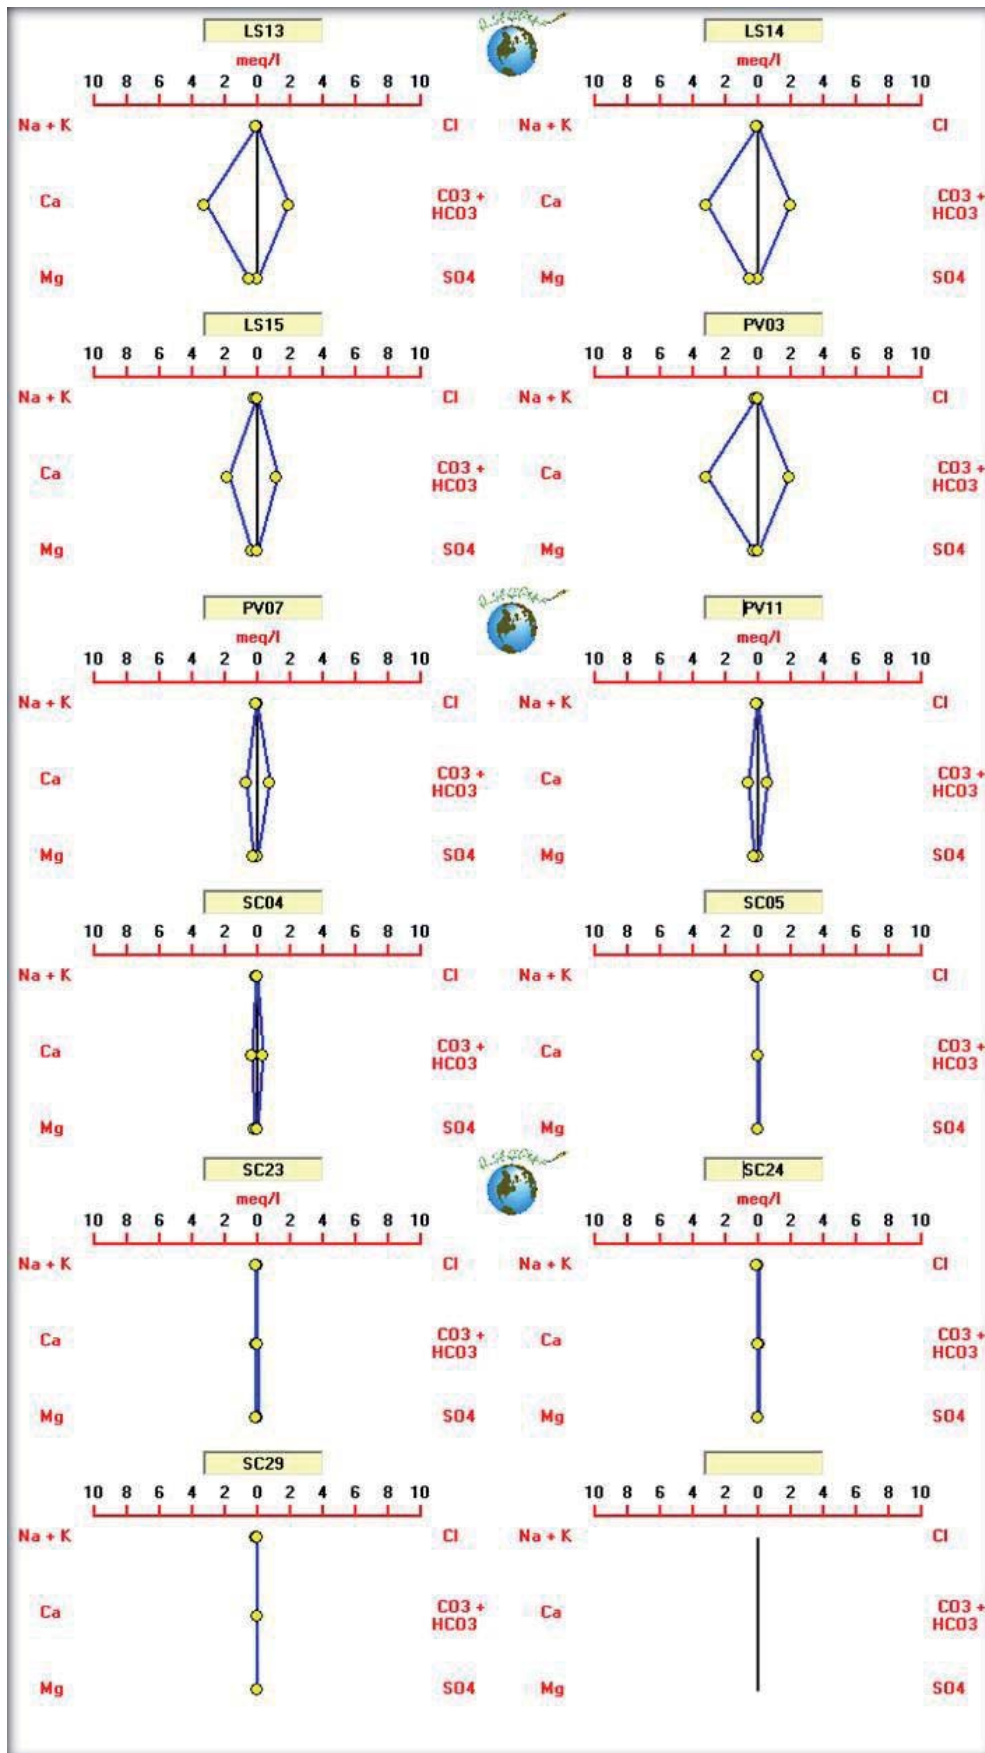 LS13 LS14
meq/l meq/l
10 8 6 4 2 0 2 4 6 8 10 10 8 6 4 2 0 2 4 6 8 10
Na + K Cl Na + K Cl
Ca CO3 + HCO3 Ca CO3 + HCO3
Mg SO4 Mg SO4
LS15 PV03
10 8 6 4 2 0 2 4 6 8 10 10 8 6 4 2 0 2 4 6 8 10
Na + K Cl Na + K Cl
Ca CO3 + HCO3 Ca CO3 + HCO3
Mg SO4 Mg SO4
PV07 PV11
meq/l meq/l
10 8 6 4 2 0 2 4 6 8 10 10 8 6 4 2 0 2 4 6 8 10
Na + K Cl Na + K Cl
Ca CO3 + HCO3 Ca CO3 + HCO3
Mg SO4 Mg SO4
SC04 SC05
10 8 6 4 2 0 2 4 6 8 10 10 8 6 4 2 0 2 4 6 8 10
Na + K Cl Na + K Cl
Ca CO3 + HCO3 Ca CO3 + HCO3
Mg SO4 Mg SO4
SC23 SC24
meq/l meq/l
10 8 6 4 2 0 2 4 6 8 10 10 8 6 4 2 0 2 4 6 8 10
Na + K Cl Na + K Cl
Ca CO3 + HCO3 Ca CO3 + HCO3
Mg SO4 Mg SO4
SC29
10 8 6 4 2 0 2 4 6 8 10 10 8 6 4 2 0 2 4 6 8 10
Na + K Cl Na + K Cl
Ca CO3 + HCO3 Ca CO3 + HCO3
Mg SO4 Mg SO4